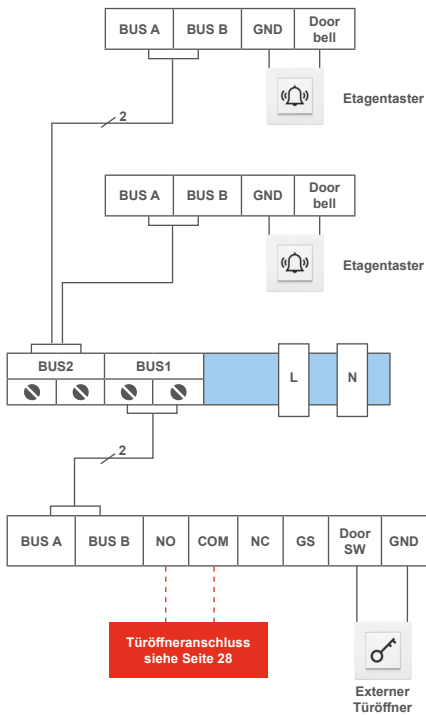 BUS A BUS B GND Door
bell
2
Etagentaster
BUS A BUS B GND Door
bell
Etagentaster
BUS2 BUS1
L N
2
BUS A BUS B NO COM NC GS Door
SW GND
Türöffneranschluss
siehe Seite 28
Externer
Türöffner